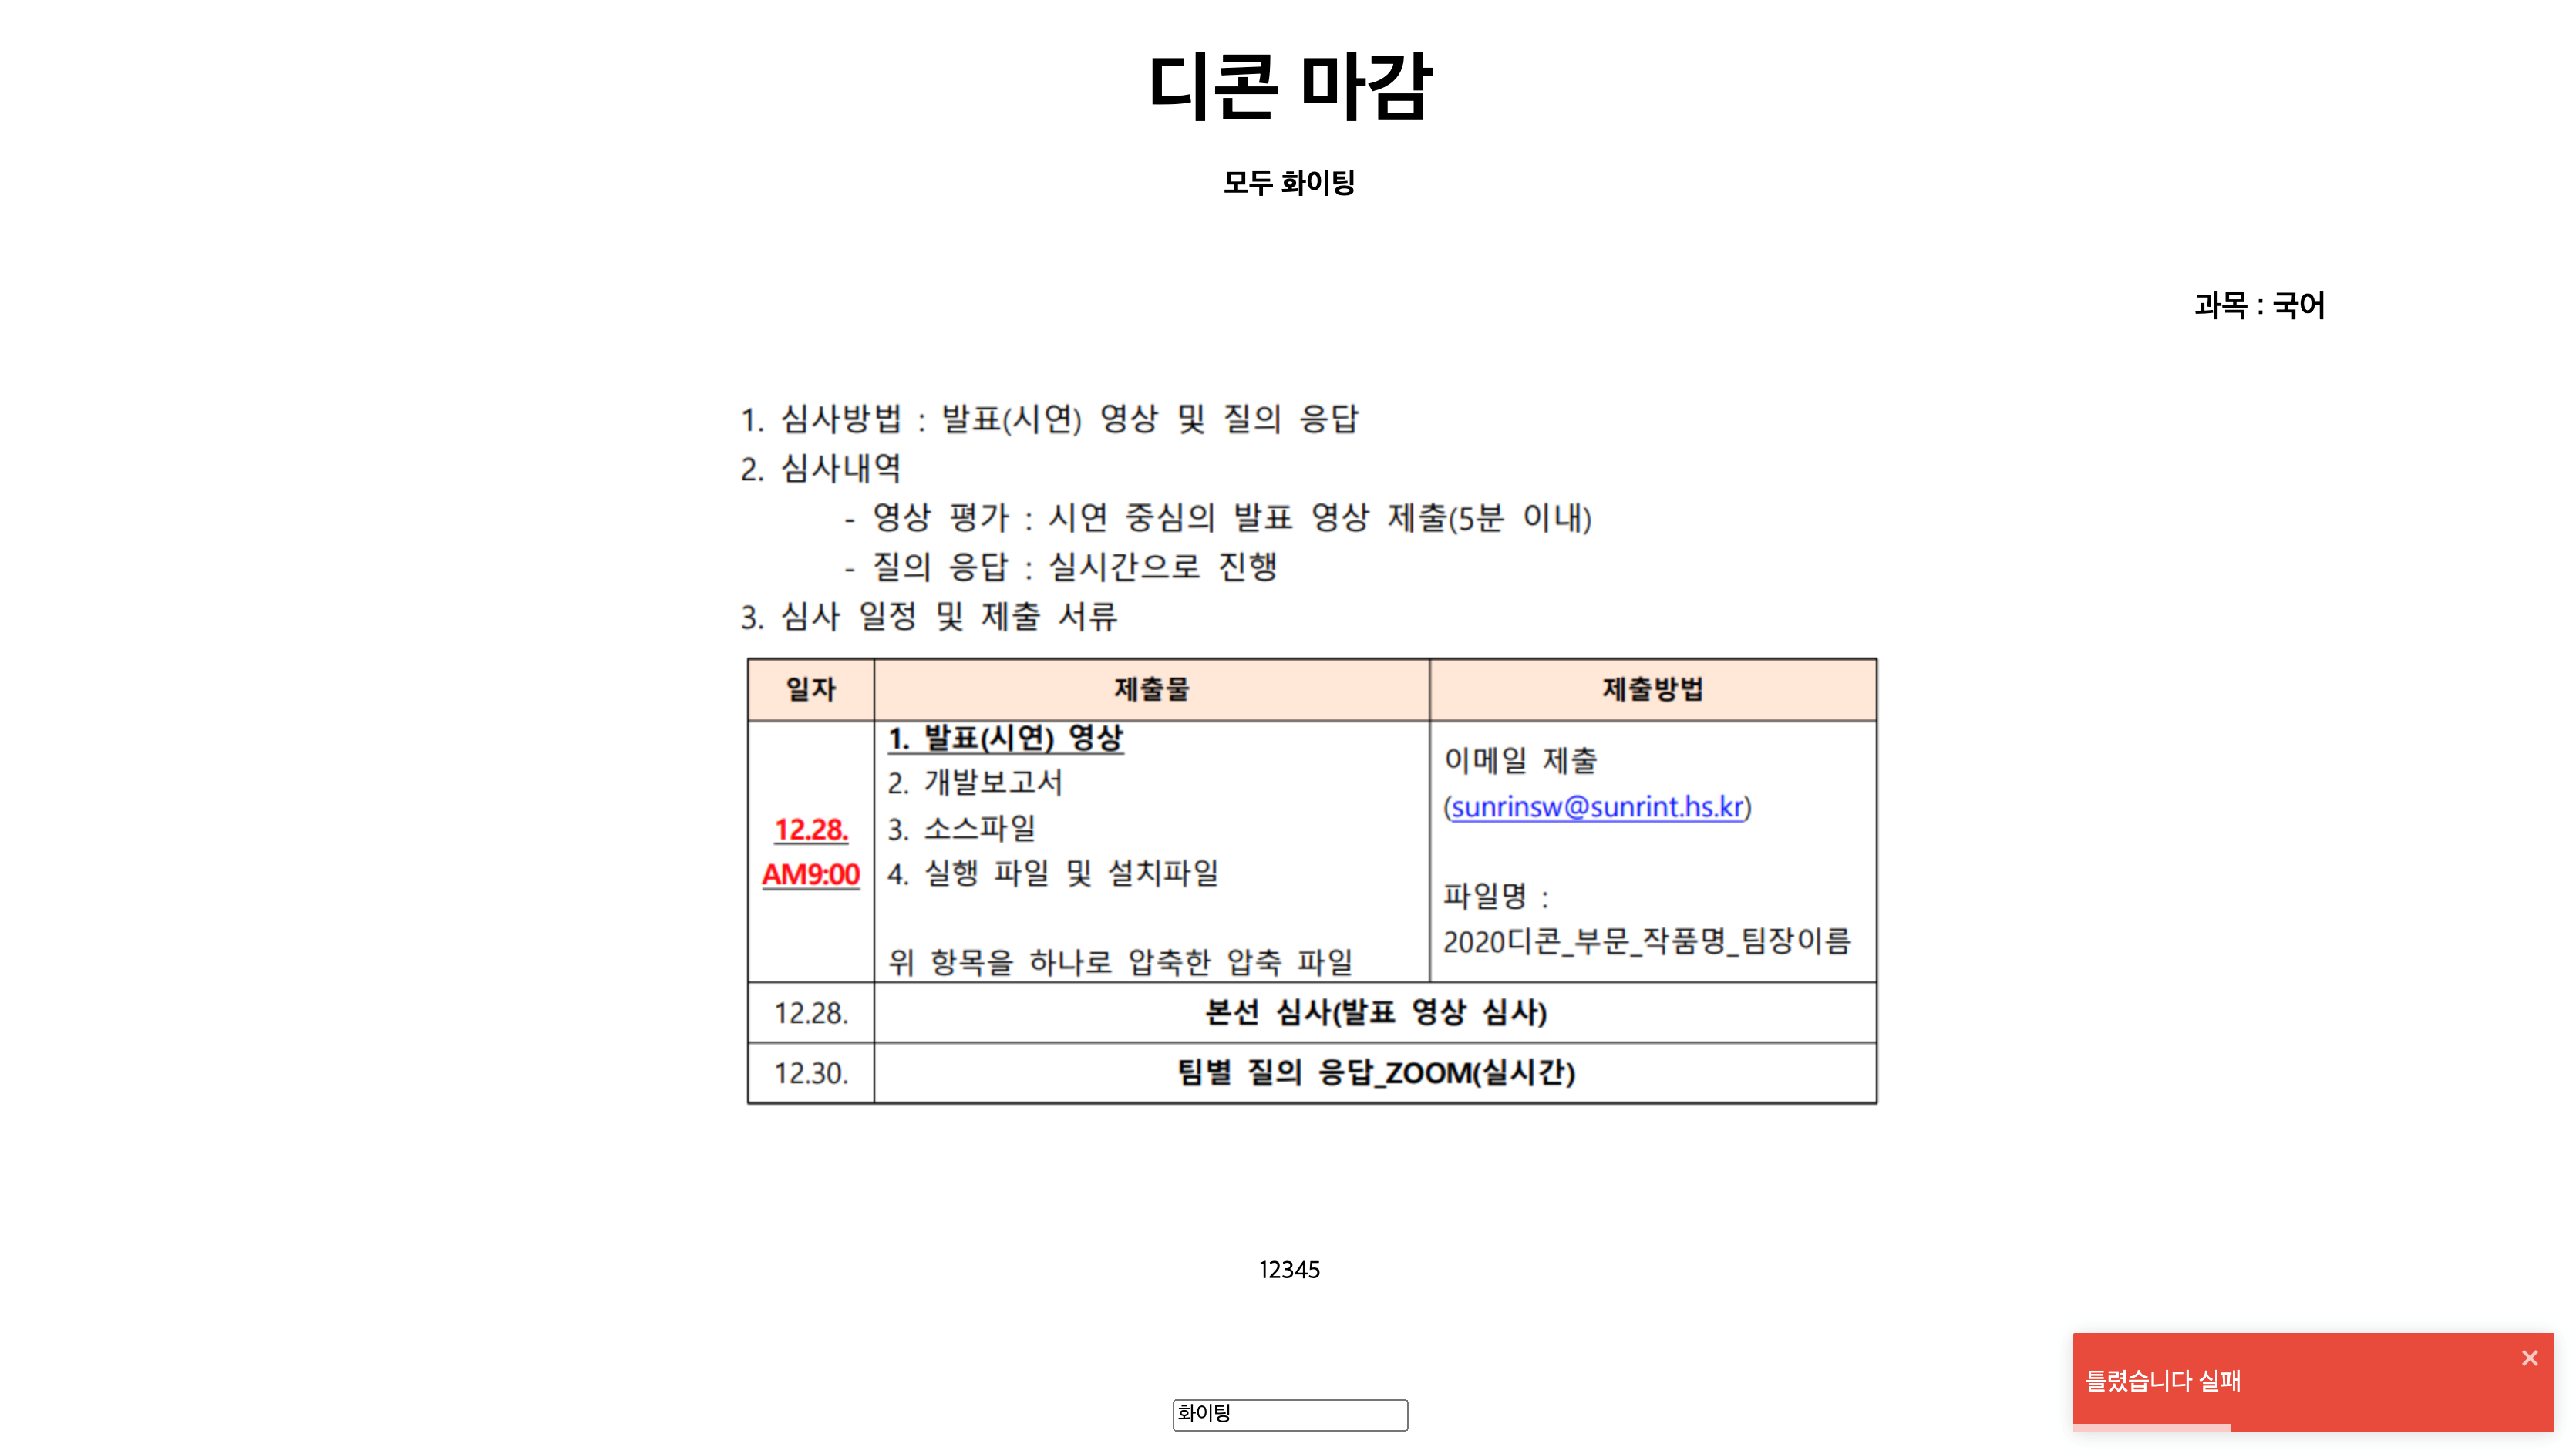 디콘 마감
모두 화이팅
과목 : 국어
1. 심사방법 : 발표(시연) 영상 및 질의 응답
2. 심사내역
- 영상 평가 : 시연 중심의 발표 영상 제출(5분 이내)
- 질의 응답 : 실시간으로 진행
3. 심사 일정 및 제출 서류
일자 제출물 제출방법
12.28.
AM9:00
1. 발표(시연) 영상
2. 개발보고서
3. 소스파일
4. 실행 파일 및 설치파일
위 항목을 하나로 압축한 압축 파일
이메일 제출
(sunrinsw@sunrint.hs.kr)
파일명 :
2020디콘_부문_작품명_팀장이름
12.28. 본선 심사(발표 영상 심사)
12.30. 팀별 질의 응답_ZOOM(실시간)
12345
틀렸습니다 실패
화이팅